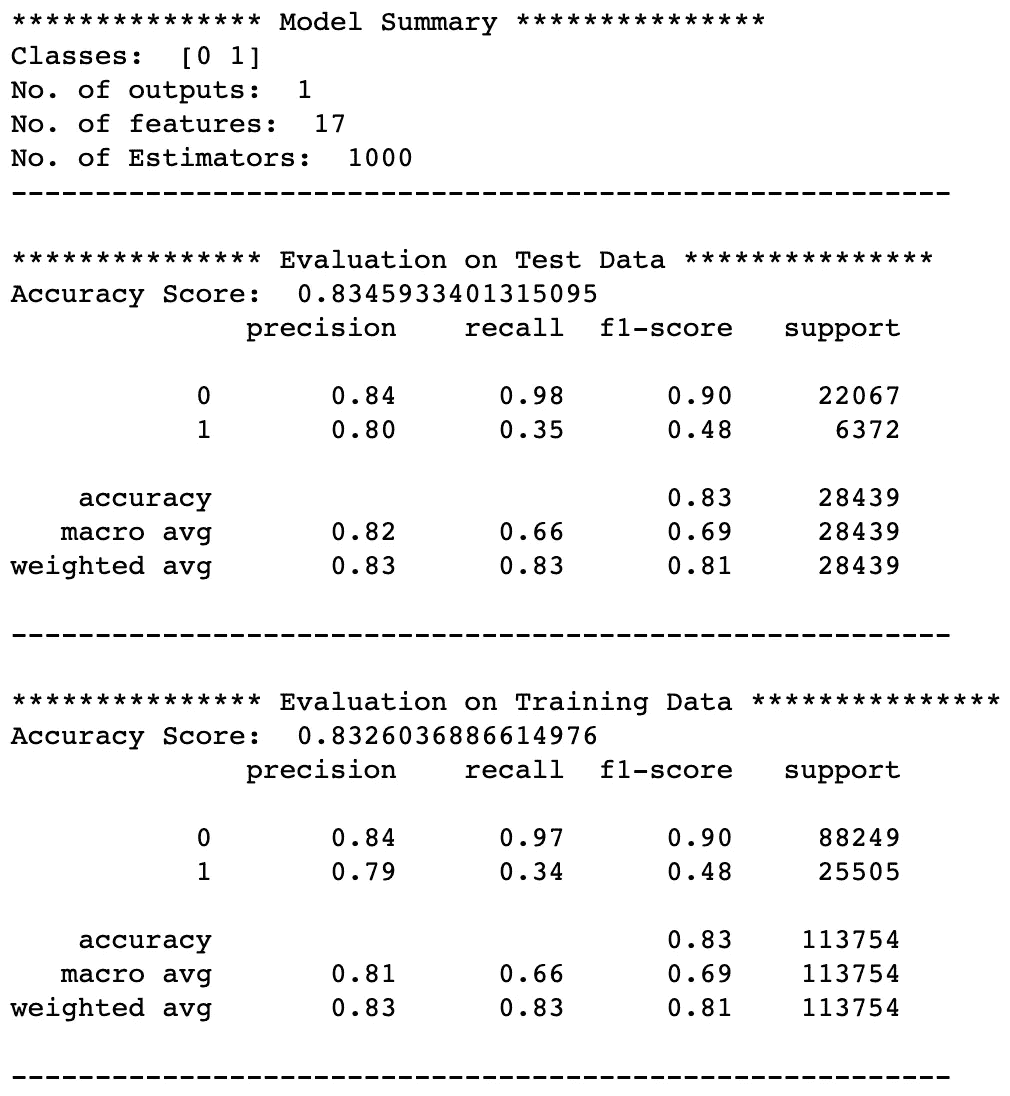 *************** Model Summary ***************
Classes:  [0 1]
No. of outputs:  1
No. of features:  17
No. of Estimators:  1000
--------------------------------------------------------
*************** Evaluation on Test Data ***************
Accuracy Score:  0.8345933401315095
              precision    recall  f1-score   support
           0       0.84      0.98      0.90     22067
           1       0.80      0.35      0.48      6372
    accuracy                           0.83     28439
   macro avg       0.82      0.66      0.69     28439
weighted avg       0.83      0.83      0.81     28439
--------------------------------------------------------
*************** Evaluation on Training Data ***************
Accuracy Score:  0.8326036886614976
              precision    recall  f1-score   support
           0       0.84      0.97      0.90     88249
           1       0.79      0.34      0.48     25505
    accuracy                           0.83    113754
   macro avg       0.81      0.66      0.69    113754
weighted avg       0.83      0.83      0.81    113754
--------------------------------------------------------